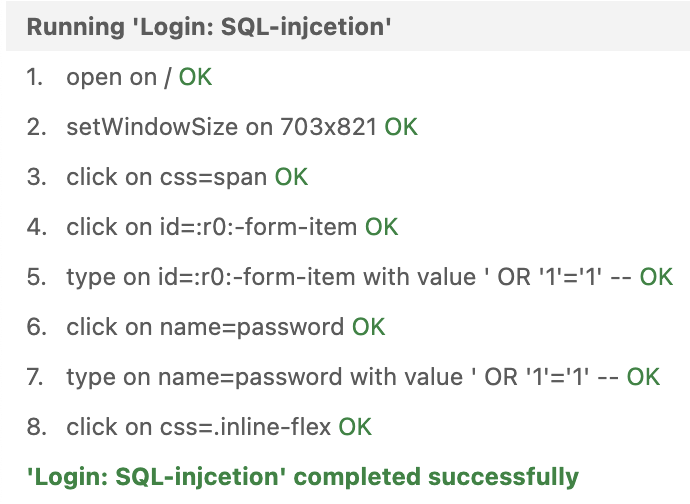 Running 'Login: SQL-injcetion'
1. open on / OK
2. setWindowSize on 703x821 OK
3. click on css=span OK
4. click on id=:r0:-form-item OK
5. type on id=:r0:-form-item with value ' OR '1'='1' -- OK
6. click on name=password OK
7. type on name=password with value ' OR '1'='1' -- OK
8. click on css=.inline-flex OK
'Login: SQL-injcetion' completed successfully